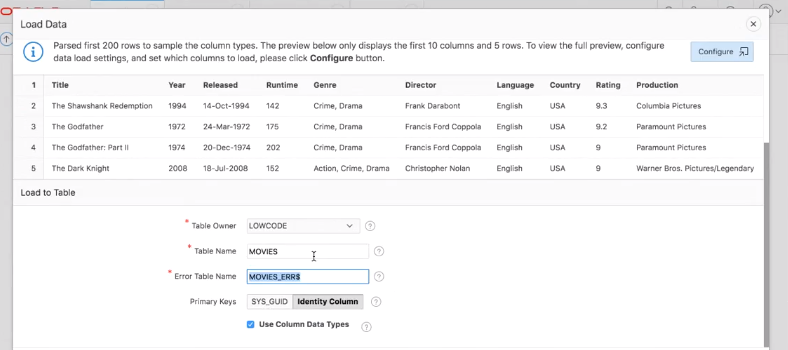 Load Data
Parsed first 200 rows to sample the column types. The preview below only displays the first 10 columns and 5 rows. To view the full preview, configure
data load settings, and set which columns to load, please click Configure button.
Configure
1 Title Year Released Runtime Genre Director Language Country Rating Production
2 The Shawshank Redemption 1994 14-Oct-1994 142 Crime, Drama Frank Darabont English USA 9.3 Columbia Pictures
3 The Godfather 1972 24-Mar-1972 175 Crime, Drama Francis Ford Coppola English USA 9.2 Paramount Pictures
4 The Godfather: Part II 1974 20-Dec-1974 202 Crime, Drama Francis Ford Coppola English USA 9 Paramount Pictures
5 The Dark Knight 2008 18-Jul-2008 152 Action, Crime, Drama Christopher Nolan English USA 9 Warner Bros. Pictures/Legendary
Load to Table
* Table Owner LOWCODE ?
* Table Name MOVIES ?
* Error Table Name MOVIES_ERR$ ?
Primary Keys SYS_GUID Identity Column ?
Use Column Data Types ?